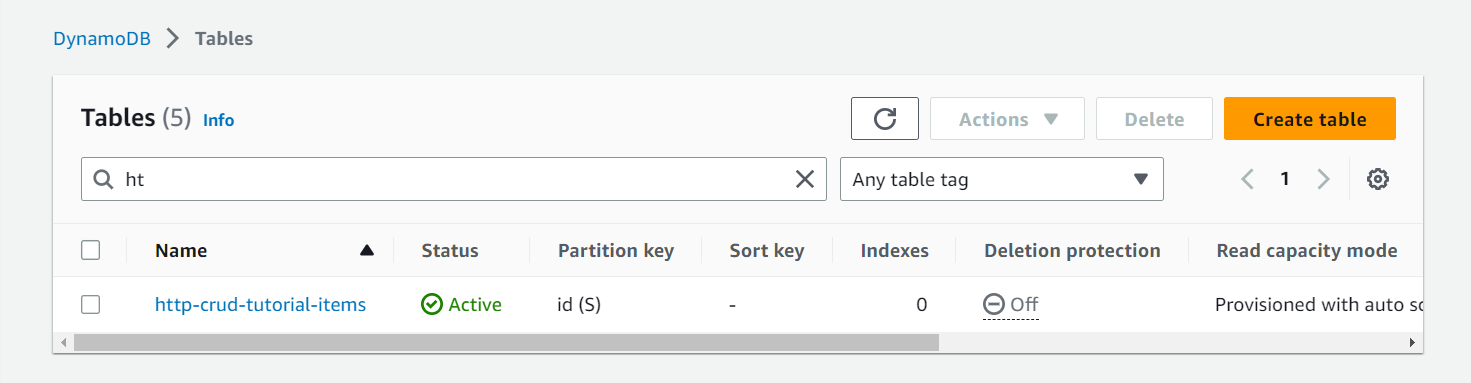 DynamoDB Tables
Tables (5) Info Actions Delete Create table
ht Any table tag 1
Name Status Partition key Sort key Indexes Deletion protection Read capacity mode
http-crud-tutorial-items Active id (S) - 0 Off Provisioned with auto